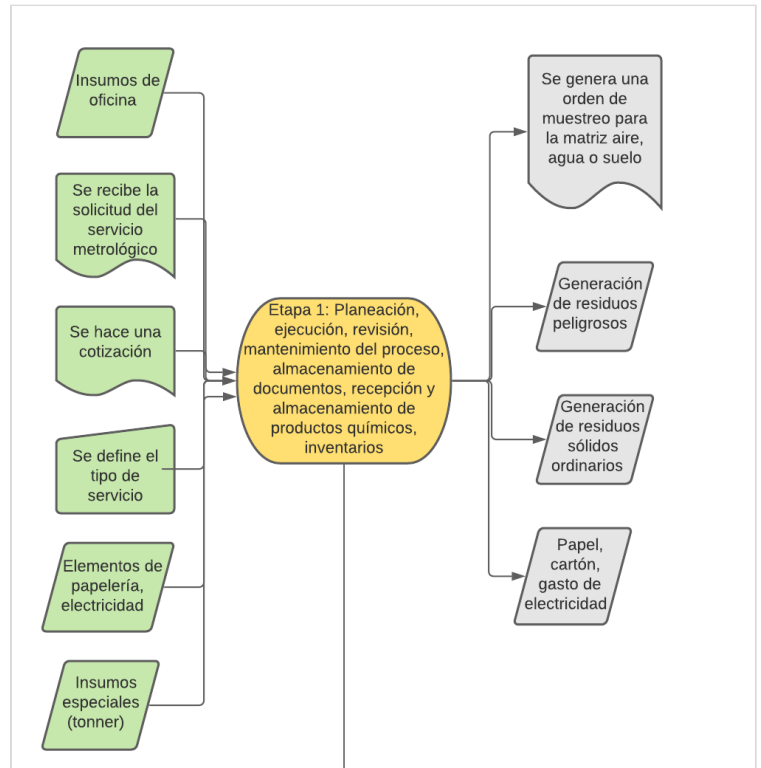 Insumos de
oficina
Se recibe la
solicitud del
servicio
metrológico
Se hace una
cotización
Se define el
tipo de
servicio
Elementos de
papelería,
electricidad
Insumos
especiales
(tonner)
Etapa 1: Planeación,
ejecución, revisión,
mantenimiento del proceso,
almacenamiento de
documentos, recepción y
almacenamiento de
productos químicos,
inventarios
Se genera una
orden de
muestreo para
la matriz aire,
agua o suelo
Generación
de residuos
peligrosos
Generación
de residuos
sólidos
ordinarios
Papel,
cartón,
gasto de
electricidad